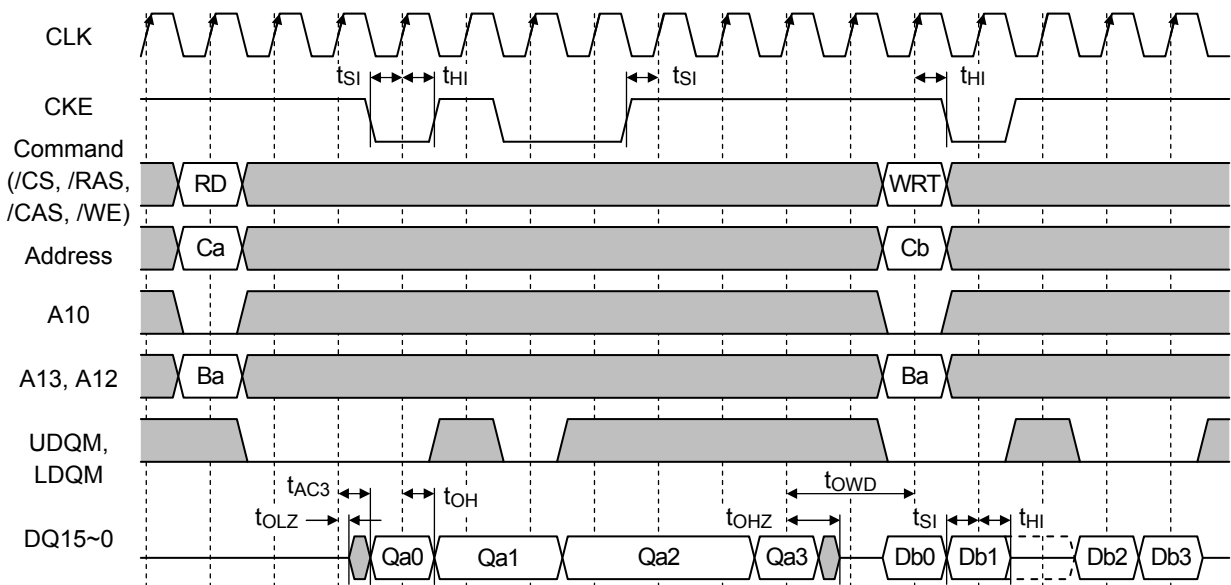 CLK
tSI tHI tSI tHI
CKE
Command
(/CS, /RAS,
/CAS, /WE)
RD WRT
Address
Ca Cb
A10
A13, A12
Ba Ba
UDQM,
LDQM
tAC3 tOH tOWD
tOLZ tOHZ tSI tHI
DQ15~0
Qa0 Qa1 Qa2 Qa3 Db0 Db1 Db2 Db3